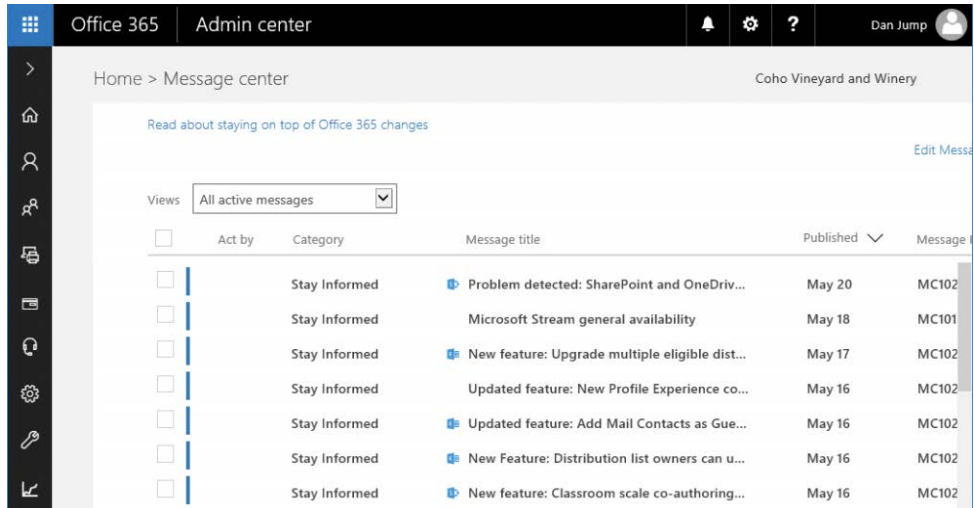 Office 365 Admin center ? Dan Jump
Home > Message center Coho Vineyard and Winery
Read about staying on top of Office 365 changes
Edit Messa
Views All active messages
Act by Category Message title Published Message I
Stay Informed Problem detected: SharePoint and OneDriv... May 20 MC102
Stay Informed Microsoft Stream general availability May 18 MC101
Stay Informed New feature: Upgrade multiple eligible dist... May 17 MC102
Stay Informed Updated feature: New Profile Experience co... May 16 MC102
Stay Informed Updated feature: Add Mail Contacts as Gue... May 16 MC102
Stay Informed New Feature: Distribution list owners can u... May 16 MC102
Stay Informed New feature: Classroom scale co-authoring... May 16 MC102